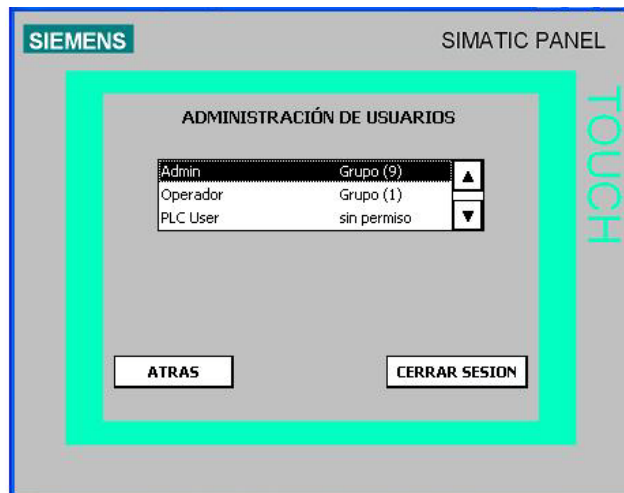 SIEMENS
SIMATIC PANEL
TOUCH
ADMINISTRACIÓN DE USUARIOS
Admin Grupo (9)
Operador Grupo (1)
PLC User sin permiso
ATRAS
CERRAR SESION